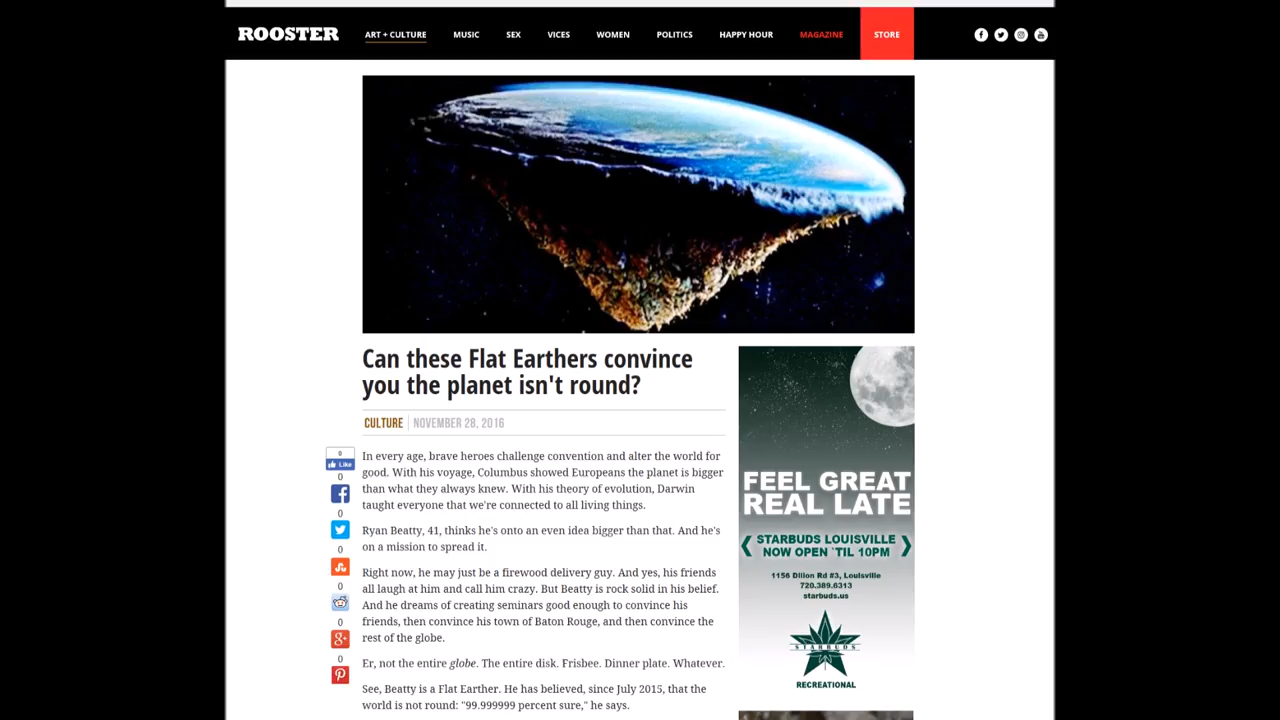 ROOSTER
ART + CULTURE MUSIC SEX VICES WOMEN POLITICS HAPPY HOUR MAGAZINE STORE
Can these Flat Earthers convince
you the planet isn't round?
CULTURE NOVEMBER 28, 2016
0
Like
0
0
0
0
0
0
In every age, brave heroes challenge convention and alter the world for
good. With his voyage, Columbus showed Europeans the planet is bigger
than what they always knew. With his theory of evolution, Darwin
taught everyone that we're connected to all living things.
Ryan Beatty, 41, thinks he's onto an even idea bigger than that. And he's
on a mission to spread it.
Right now, he may just be a firewood delivery guy. And yes, his friends
all laugh at him and call him crazy. But Beatty is rock solid in his belief.
And he dreams of creating seminars good enough to convince his
friends, then convince his town of Baton Rouge, and then convince the
rest of the globe.
Er, not the entire globe. The entire disk. Frisbee. Dinner plate. Whatever.
See, Beatty is a Flat Earther. He has believed, since July 2015, that the
world is not round: "99.999999 percent sure," he says.
FEEL GREAT
REAL LATE
STARBUDS LOUISVILLE
NOW OPEN 'TIL 10PM
1156 Dillon Rd #3, Louisville
720.389.6313
starbuds.us
STARBUDS
RECREATIONAL